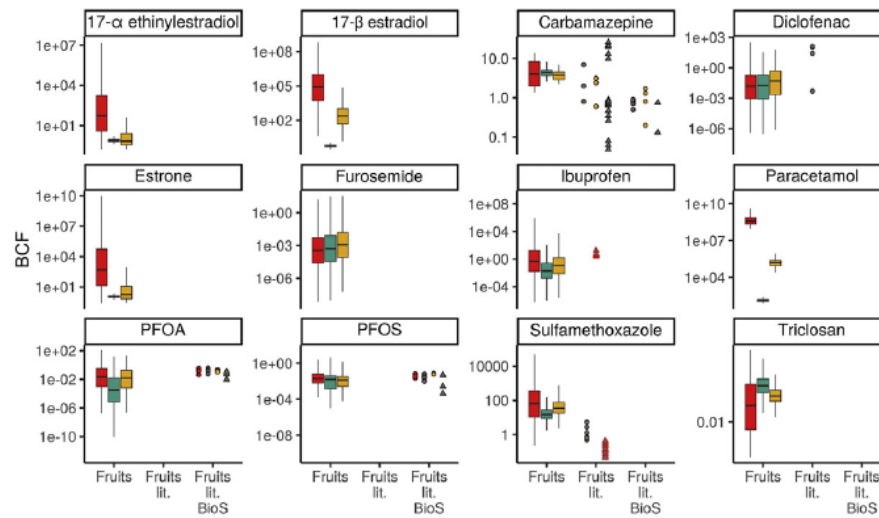 17-α ethinylestradiol
17-β estradiol
Carbamazepine
Diclofenac
1e+07
1e+04
1e+01
1e+08
1e+05
1e+02
10.0
1.0
0.1
1e+03
1e+00
1e-03
1e-06
Estrone
Furosemide
Ibuprofen
Paracetamol
BCF
1e+10
1e+07
1e+04
1e+01
1e+00
1e-03
1e-06
1e+08
1e+04
1e+00
1e-04
1e+10
1e+07
1e+04
PFOA
PFOS
Sulfamethoxazole
Triclosan
1e+02
1e-02
1e-06
1e-10
1e+00
1e-04
1e-08
10000
100
1
0.01
Fruits
Fruits
lit.
Fruits
lit.
BioS
Fruits
Fruits
lit.
Fruits
lit.
BioS
Fruits
Fruits
lit.
Fruits
lit.
BioS
Fruits
Fruits
lit.
Fruits
lit.
BioS